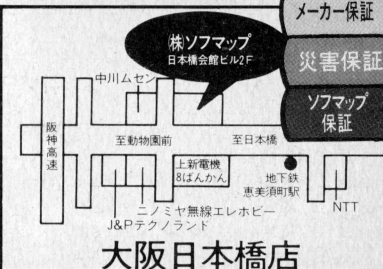 メーカー保証
災害保証
ソフマップ
保証
㈱ソフマップ
日本橋会館ビル2F
中川ムセン
阪神高速
至動物園前
至日本橋
上新電機
8ばんかん
地下鉄
恵美須町駅
NTT
ニノミヤ無線エレホビー
J&Pテクノランド
大阪日本橋店